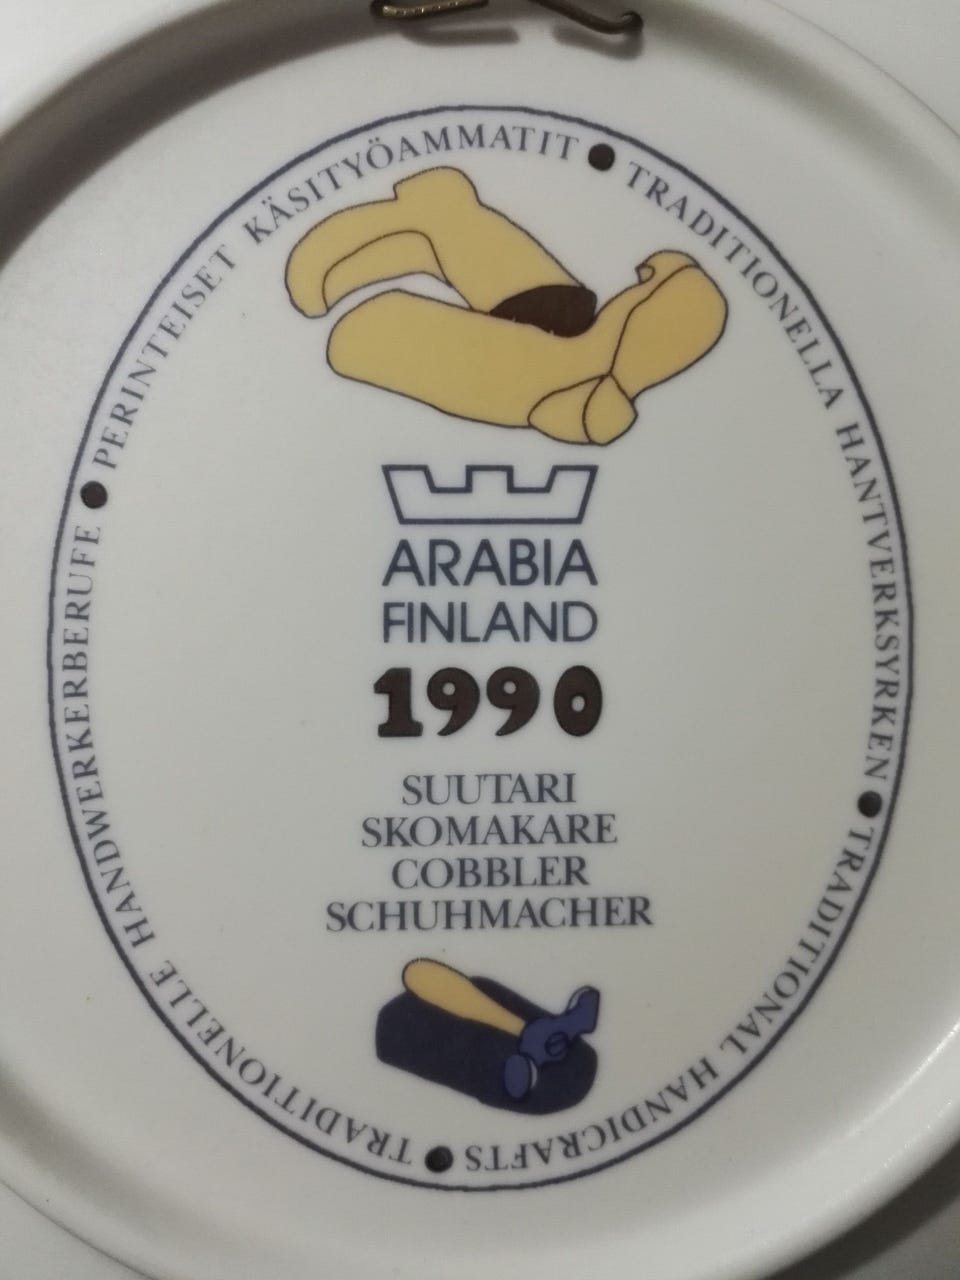 PERINTEISET KÄSITYÖAMMATIT
TRADITIONELLA HANTVERKSYRKEN
TRADITIONAL HANDICRAFTS
TRADITIONELLE HANDWERKERBERUFE
ARABIA
FINLAND
1990
SUUTARI
SKOMAKARE
COBBLER
SCHUHMACHER